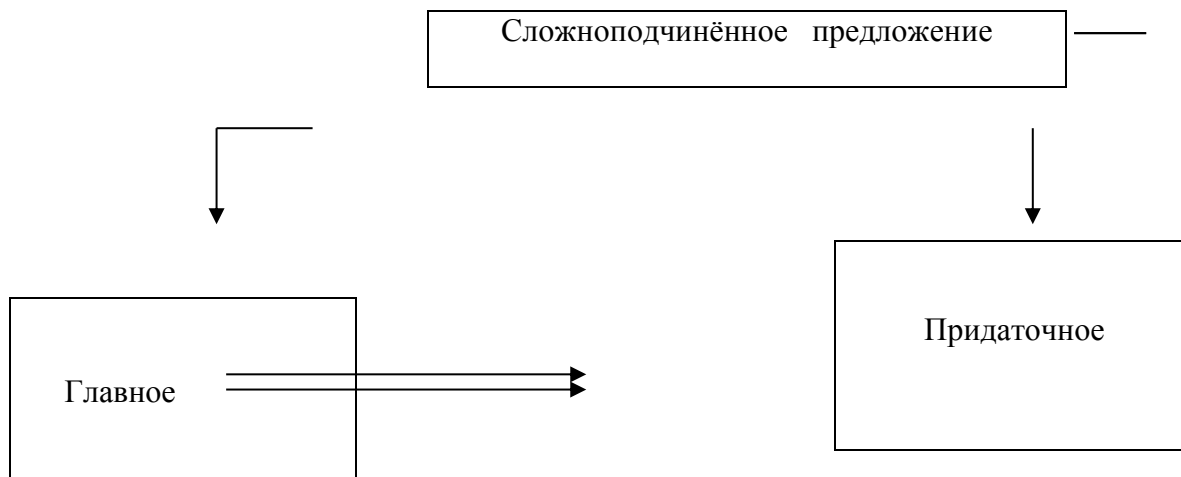 Сложноподчинённое предложение
Придаточное
Главное